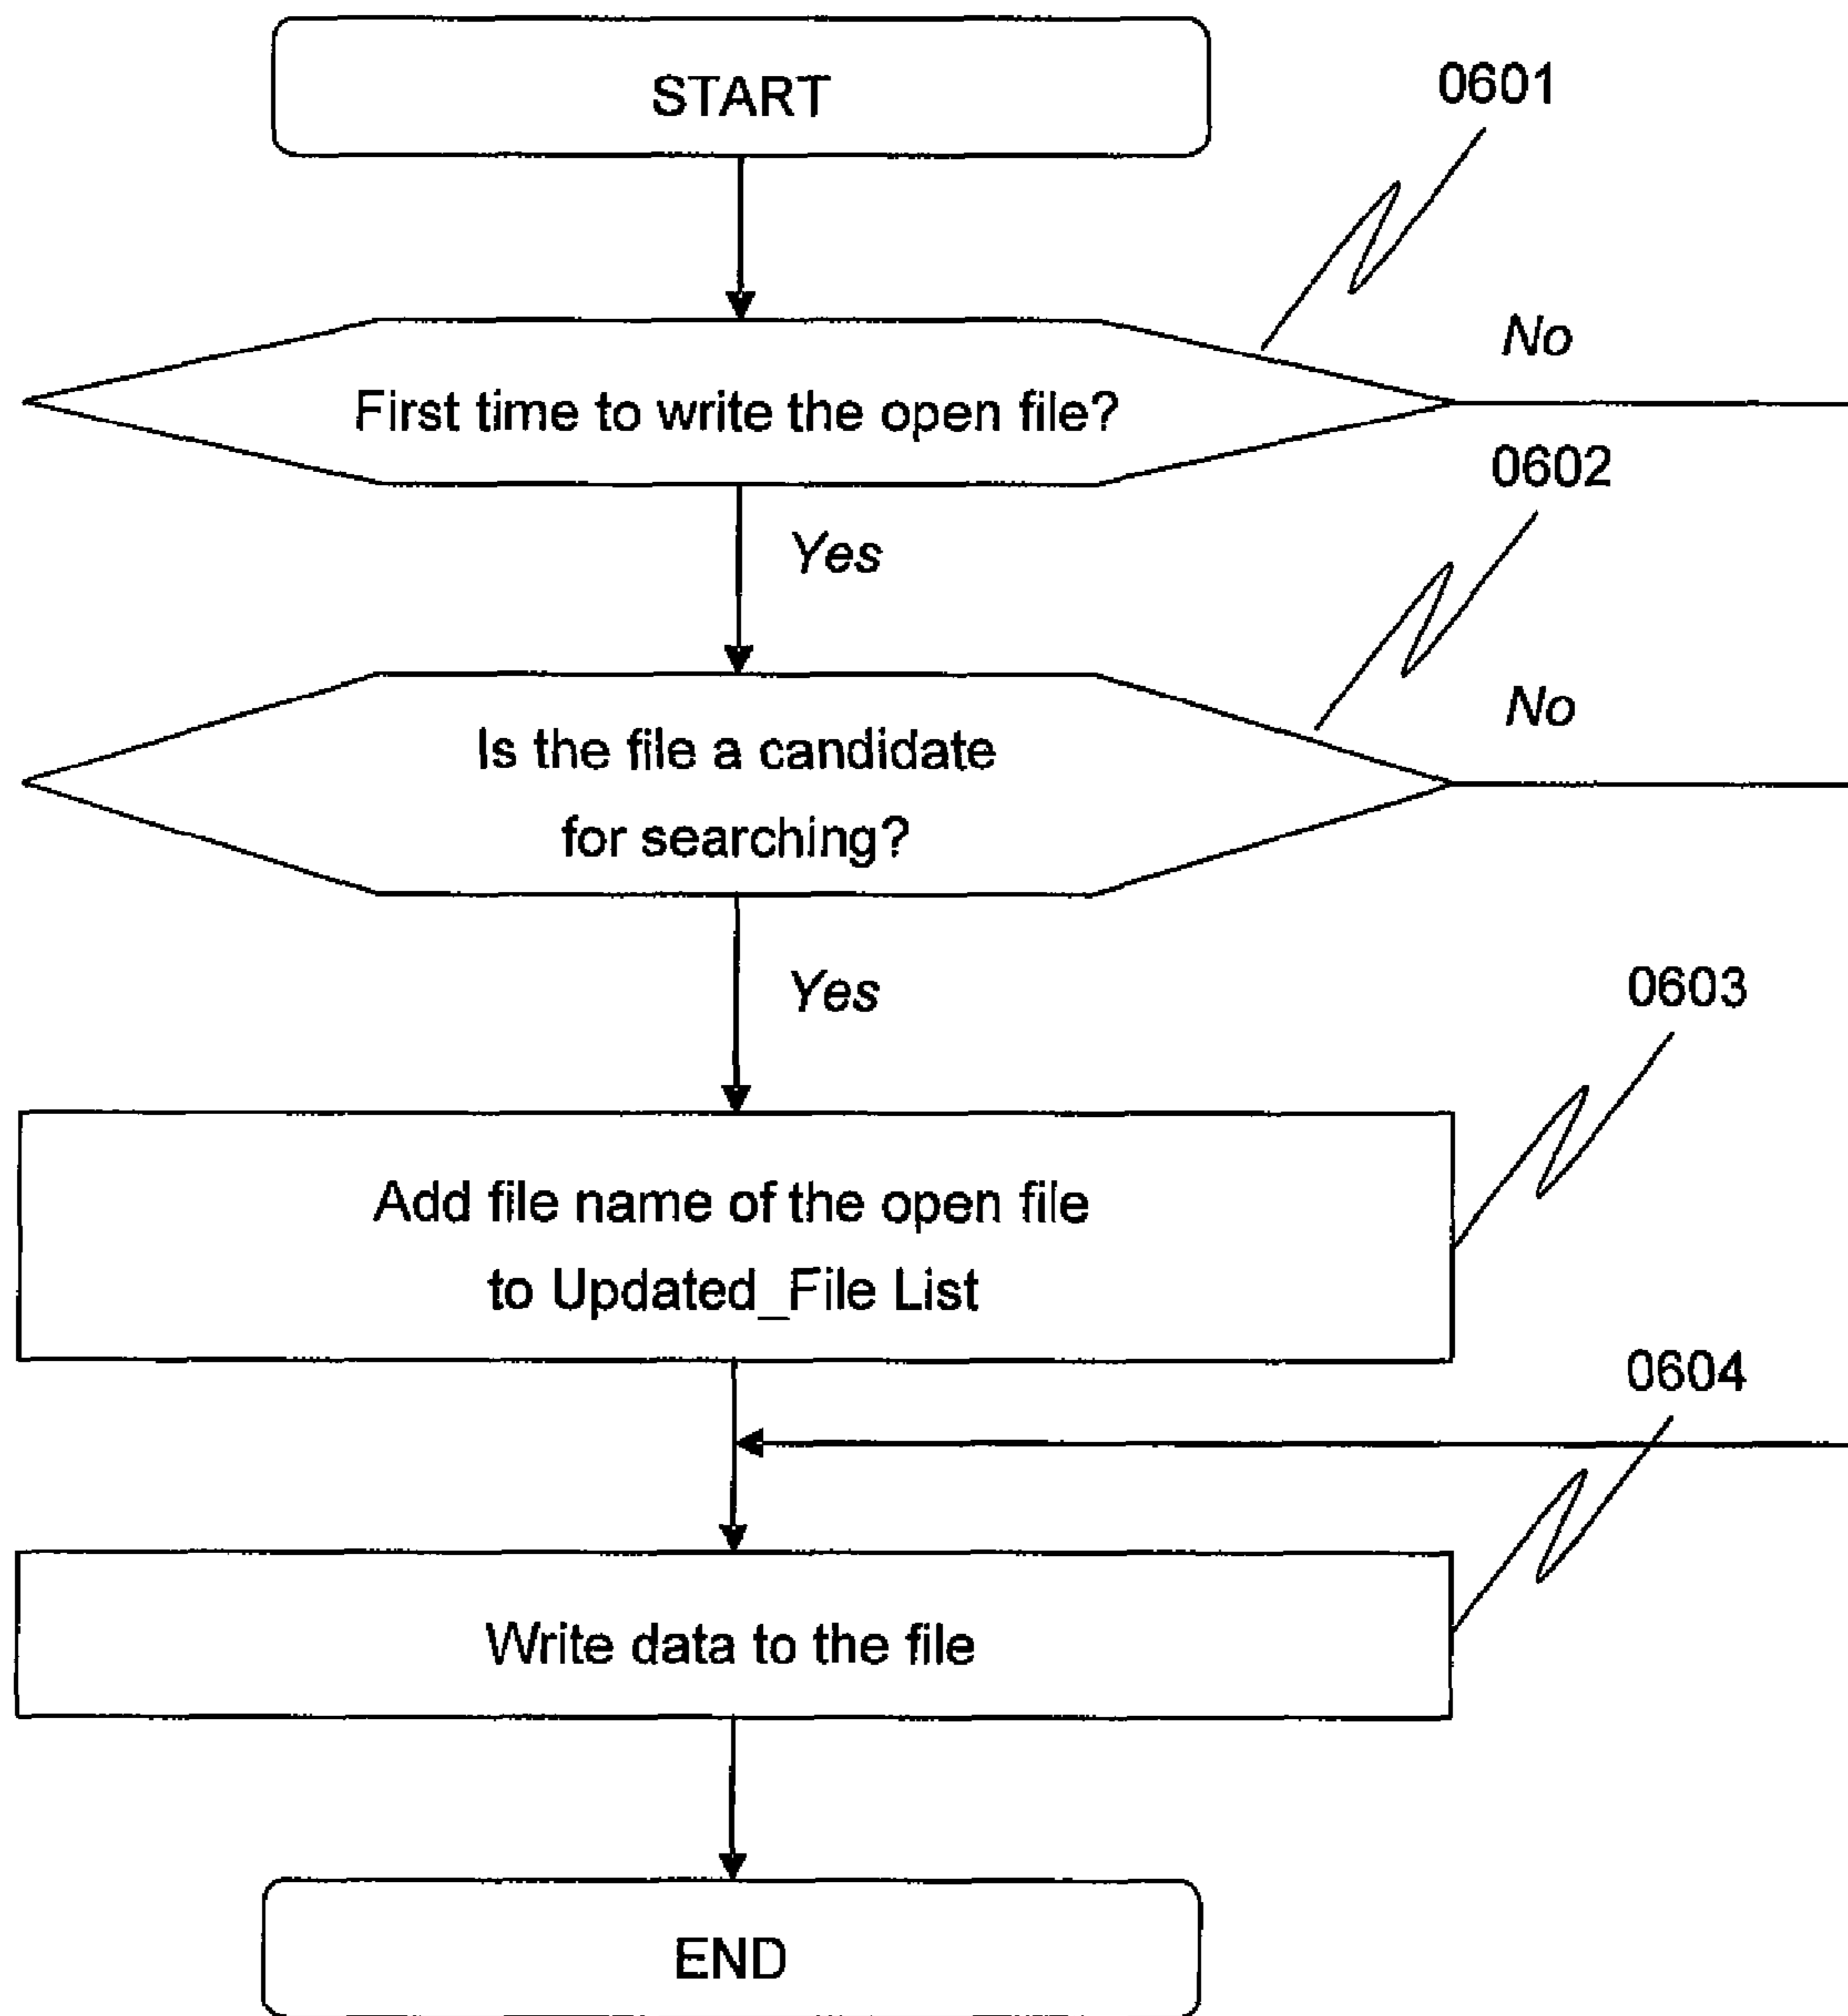 START
0601
No
First time to write the open file?
0602
Yes
No
Is the file a candidate
for searching?
Yes
0603
Add file name of the open file
to Updated_File List
0604
Write data to the file
END